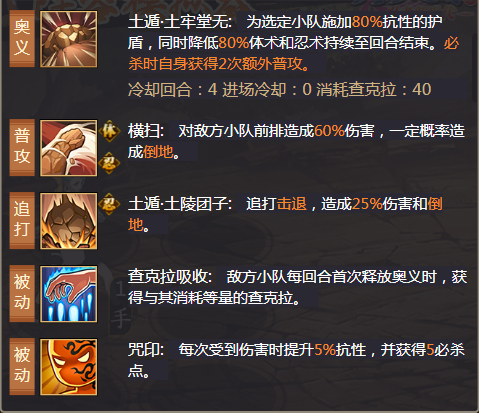 奥义
土遁·土牢堂无: 为选定小队施加80%抗性的护
盾，同时降低80%体术和忍术持续至回合结束。必
杀时自身获得2次额外普攻。
冷却回合：4 进场冷却：0 消耗查克拉：40
普攻
体
忍
横扫: 对敌方小队前排造成60%伤害，一定概率造
成倒地。
追打
忍
土遁·土陵团子: 追打击退，造成25%伤害和倒
地。
被动
查克拉吸收: 敌方小队每回合首次释放奥义时，获
得与其消耗等量的查克拉。
1
手
被动
咒印: 每次受到伤害时提升5%抗性，并获得5必杀
点。